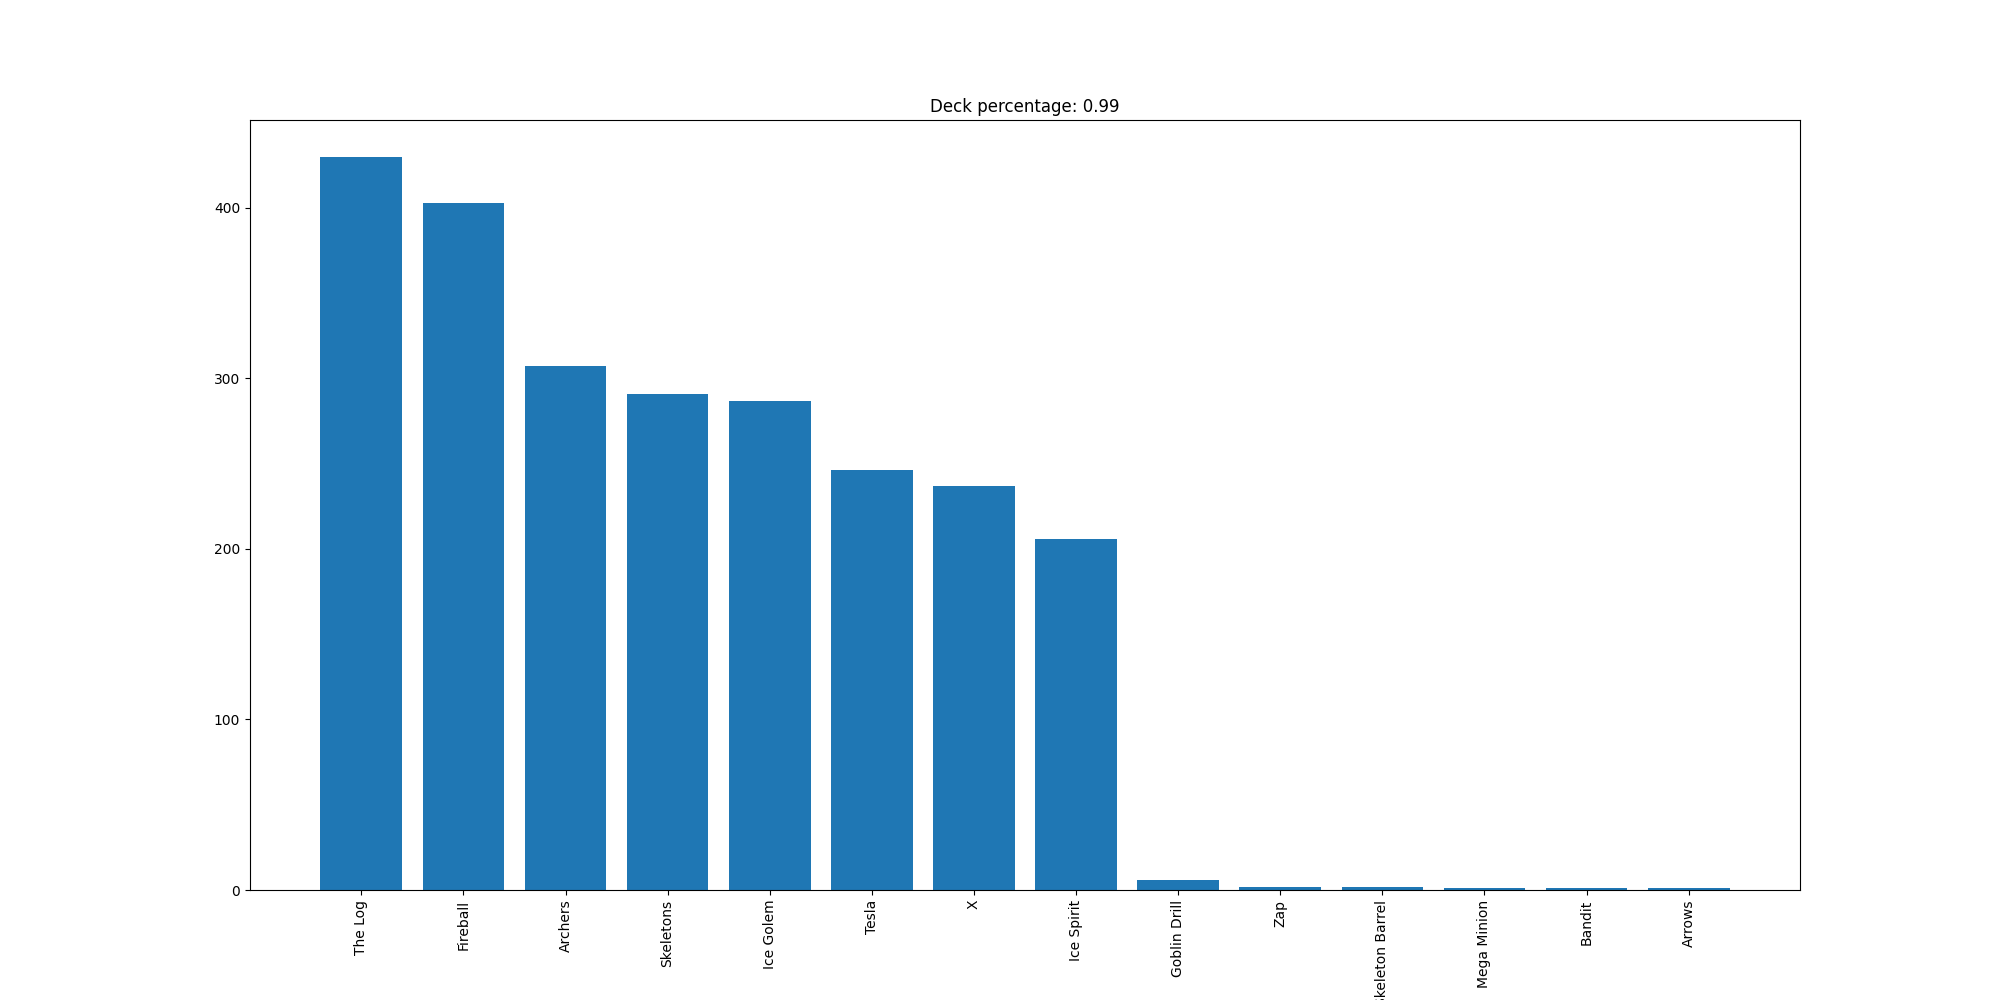 Deck percentage: 0.99
400
300
200
100
0
The Log
Fireball
Archers
Skeletons
Ice Golem
Tesla
X
Ice Spirit
Goblin Drill
Zap
Skeleton Barrel
Mega Minion
Bandit
Arrows